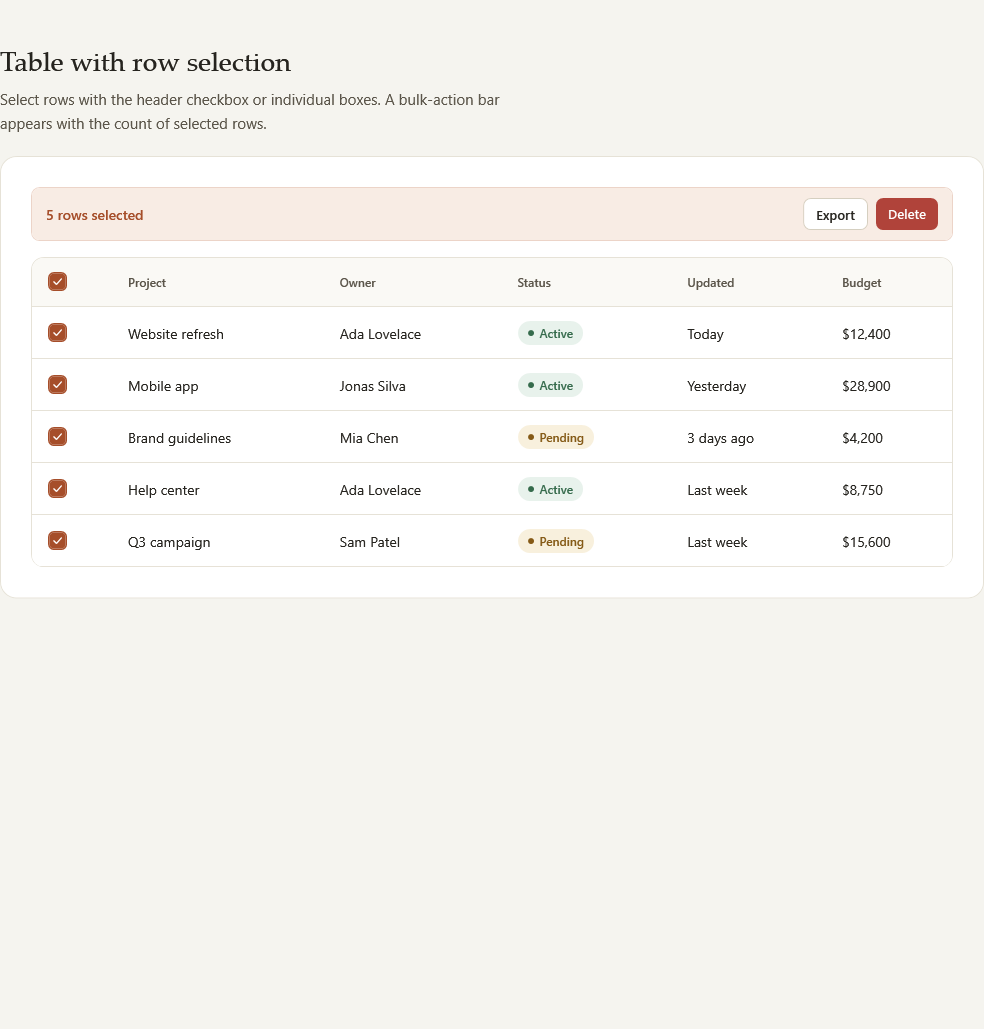 Table with row selection
Select rows with the header checkbox or individual boxes. A bulk-action bar
appears with the count of selected rows.
5 rows selected Export Delete
Project Owner Status Updated Budget
Website refresh Ada Lovelace Active Today $12,400
Mobile app Jonas Silva Active Yesterday $28,900
Brand guidelines Mia Chen Pending 3 days ago $4,200
Help center Ada Lovelace Active Last week $8,750
Q3 campaign Sam Patel Pending Last week $15,600